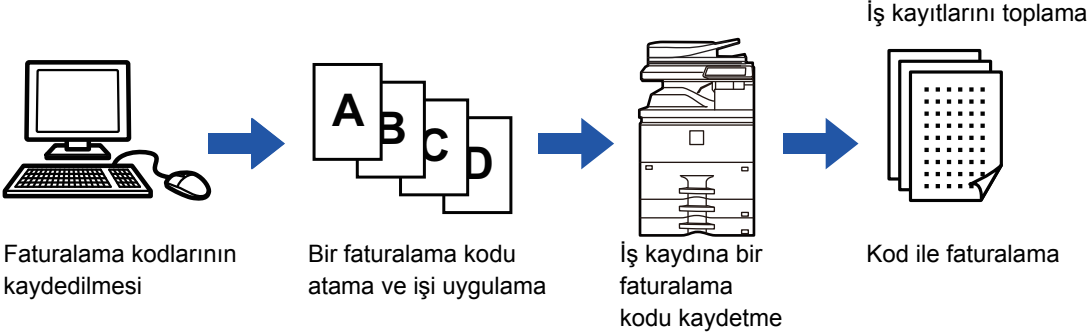 İş kayıtlarını toplama
A
B
C
D
Faturalama kodlarının
kaydedilmesi
Bir faturalama kodu
atama ve işi uygulama
İş kaydına bir
faturalama
kodu kaydetme
Kod ile faturalama